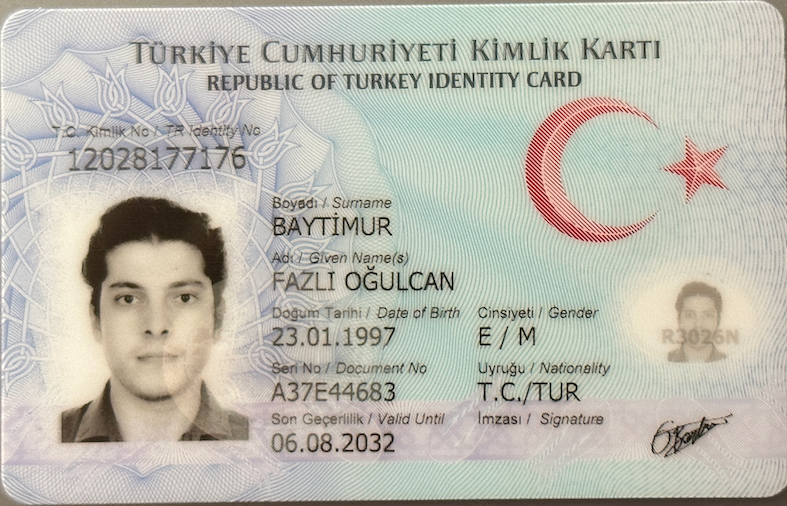 TÜRKİYE CUMHURİYETİ KİMLİK KARTI
REPUBLIC OF TURKEY IDENTITY CARD
T.C. Kimlik No / TR Identity No
12028177176
Boyadı / Surname
BAYTİMUR
Adı / Given Name(s)
FAZLI OĞULCAN
Doğum Tarihi / Date of Birth Cinsiyeti / Gender
23.01.1997 E / M
R3026N
Seri No / Document No Uyruğu / Nationality
A37E44683 T.C./TUR
Son Geçerlilik / Valid Until İmzası / Signature
06.08.2032